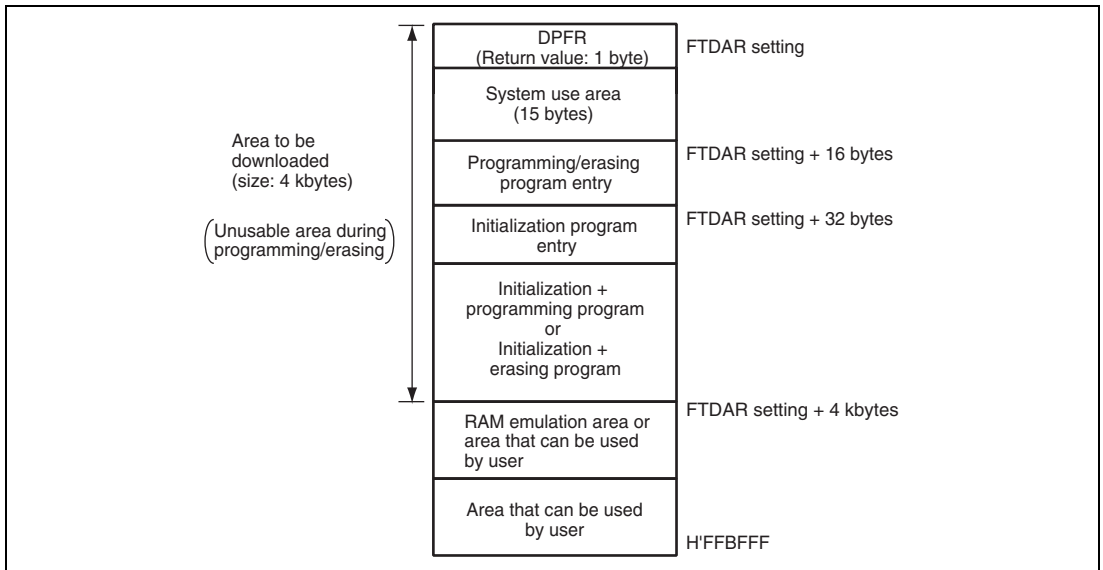 DPFR
(Return value: 1 byte)
FTDAR setting
System use area
(15 bytes)
Area to be
downloaded
(size: 4 kbytes)
(Unusable area during
programming/erasing)
Programming/erasing
program entry
FTDAR setting + 16 bytes
Initialization program
entry
FTDAR setting + 32 bytes
Initialization +
programming program
or
Initialization +
erasing program
FTDAR setting + 4 kbytes
RAM emulation area or
area that can be used
by user
Area that can be used
by user
H'FFBFFF